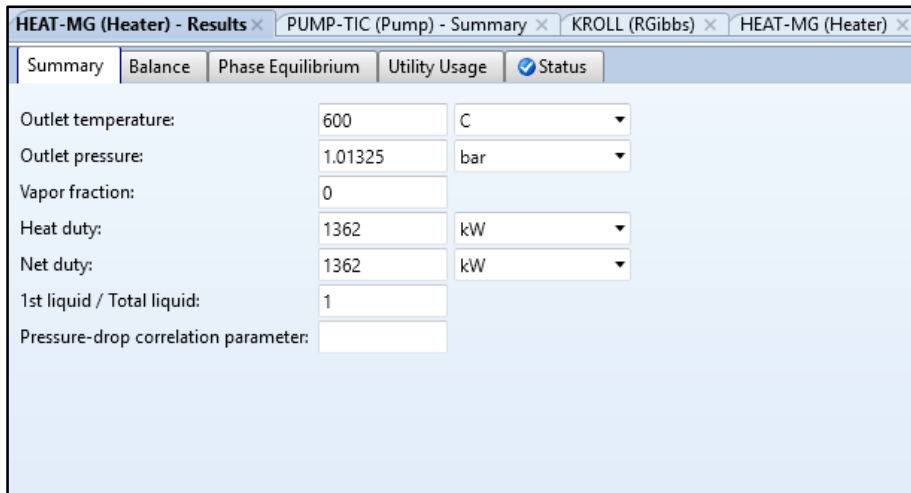 HEAT-MG (Heater) - Results × PUMP-TIC (Pump) - Summary × KROLL (RGibbs) × HEAT-MG (Heater) ×
Summary Balance Phase Equilibrium Utility Usage Status
Outlet temperature: 600 C
Outlet pressure: 1.01325 bar
Vapor fraction: 0
Heat duty: 1362 kW
Net duty: 1362 kW
1st liquid / Total liquid: 1
Pressure-drop correlation parameter: